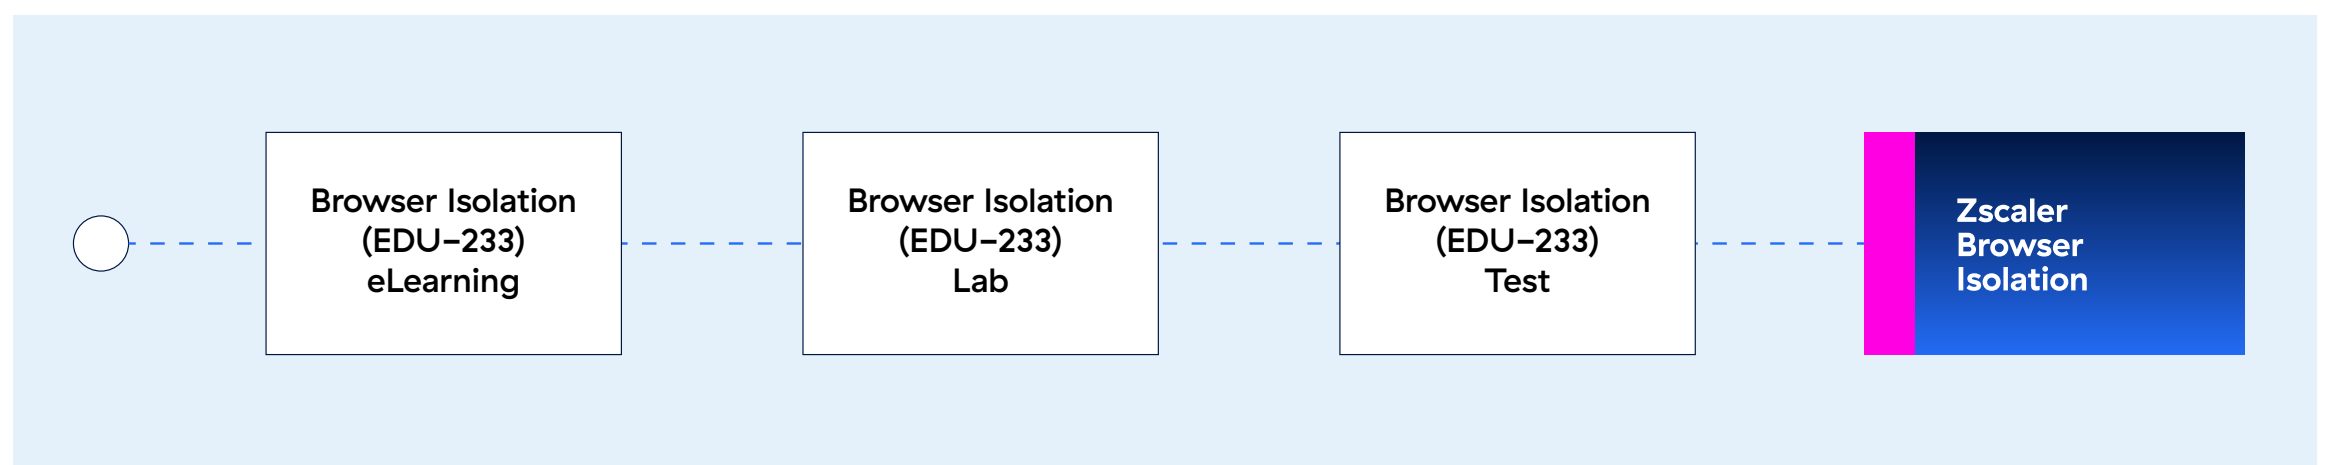 Browser Isolation
(EDU–233)
eLearning
Browser Isolation
(EDU–233)
Lab
Browser Isolation
(EDU–233)
Test
Zscaler
Browser
Isolation